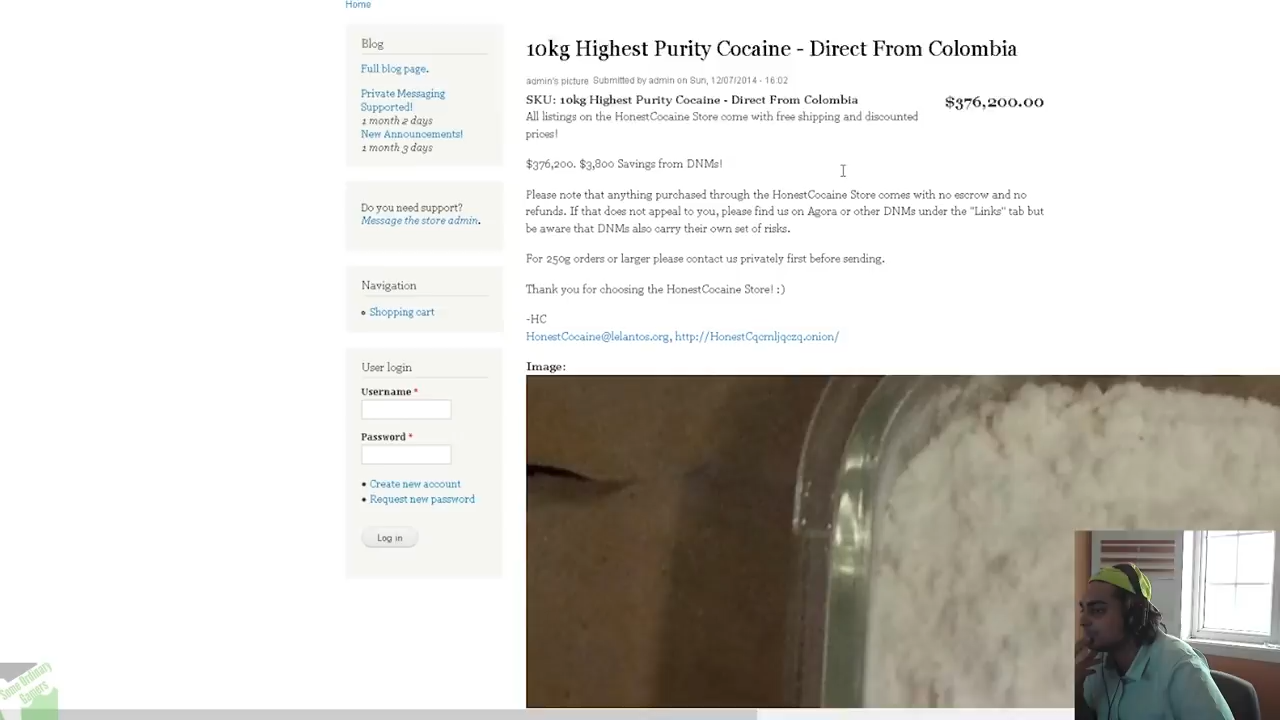 Home
Blog
Full blog page.
Private Messaging
Supported!
1 month 2 days
New Announcements!
1 month 3 days
Do you need support?
Message the store admin.
Navigation
Shopping cart
User login
Username *
Password *
Create new account
Request new password
Log in
10kg Highest Purity Cocaine - Direct From Colombia
admin's picture Submitted by admin on Sun, 12/07/2014 - 16:02
SKU: 10kg Highest Purity Cocaine - Direct From Colombia
$376,200.00
All listings on the HonestCocaine Store come with free shipping and discounted
prices!
$376,200. $3,800 Savings from DNMs!
Please note that anything purchased through the HonestCocaine Store comes with no escrow and no
refunds. If that does not appeal to you, please find us on Agora or other DNMs under the "Links" tab but
be aware that DNMs also carry their own set of risks.
For 250g orders or larger please contact us privately first before sending.
Thank you for choosing the HonestCocaine Store! :)
-HC
HonestCocaine@lelantos.org, http://HonestCqcmljqczq.onion/
Image:
Some Ordinary
Gamers